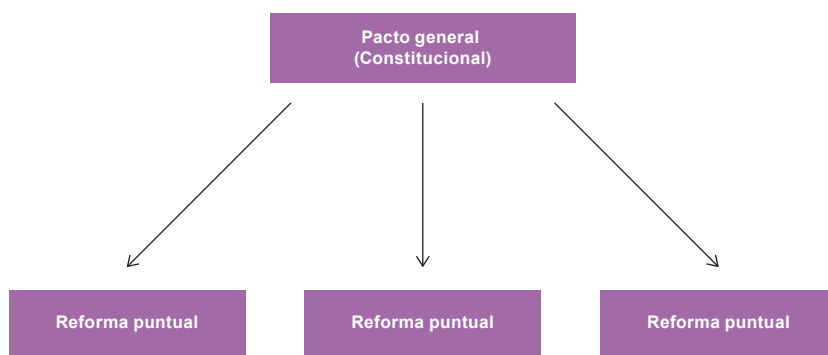 Pacto general
(Constitucional)
Reforma puntual
Reforma puntual
Reforma puntual